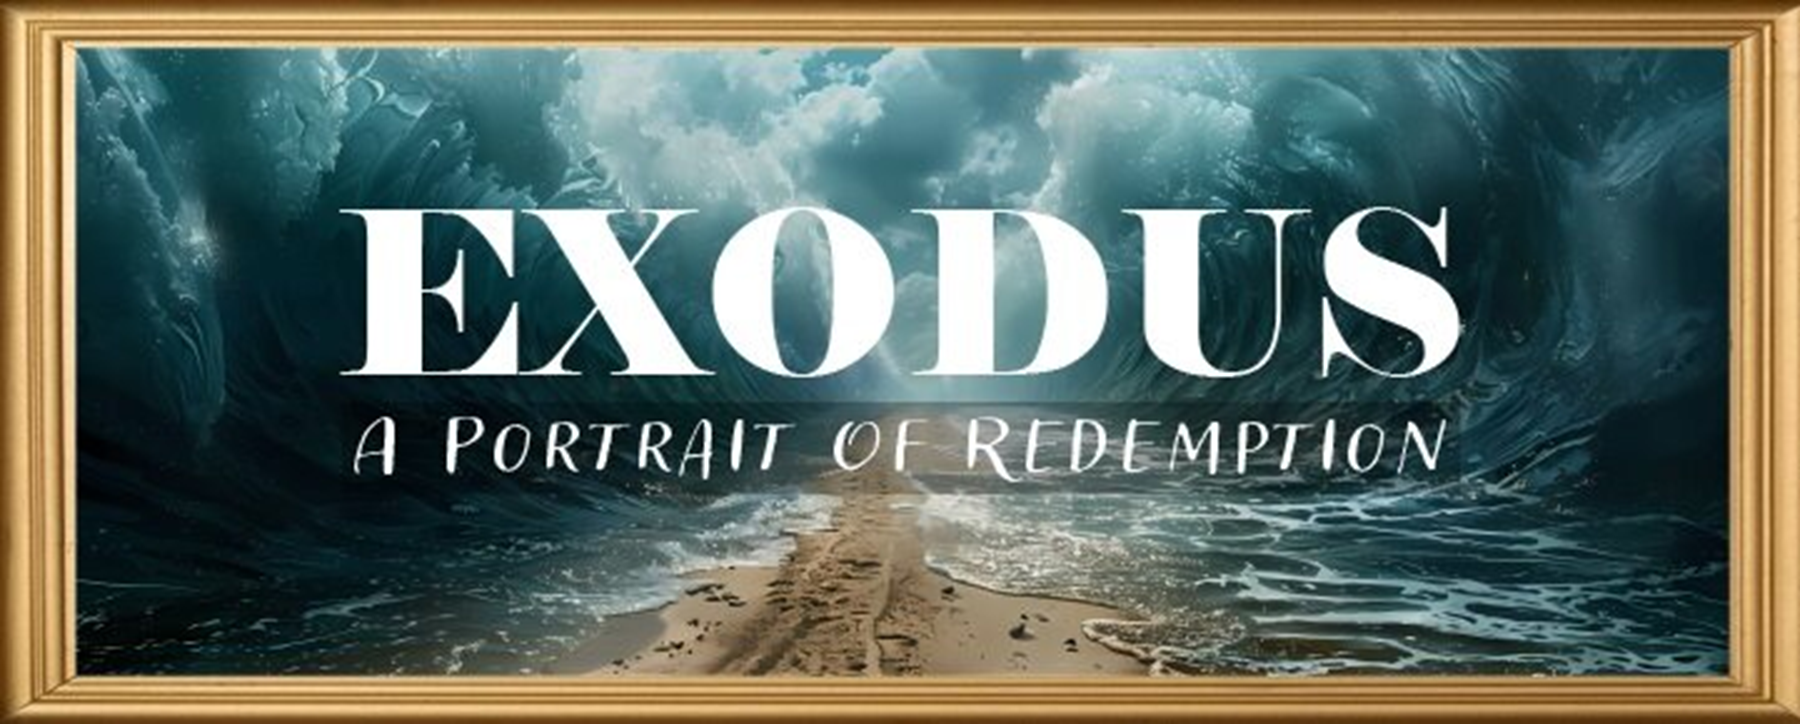 EXODUS
A PORTRAIT OF REDEMPTION